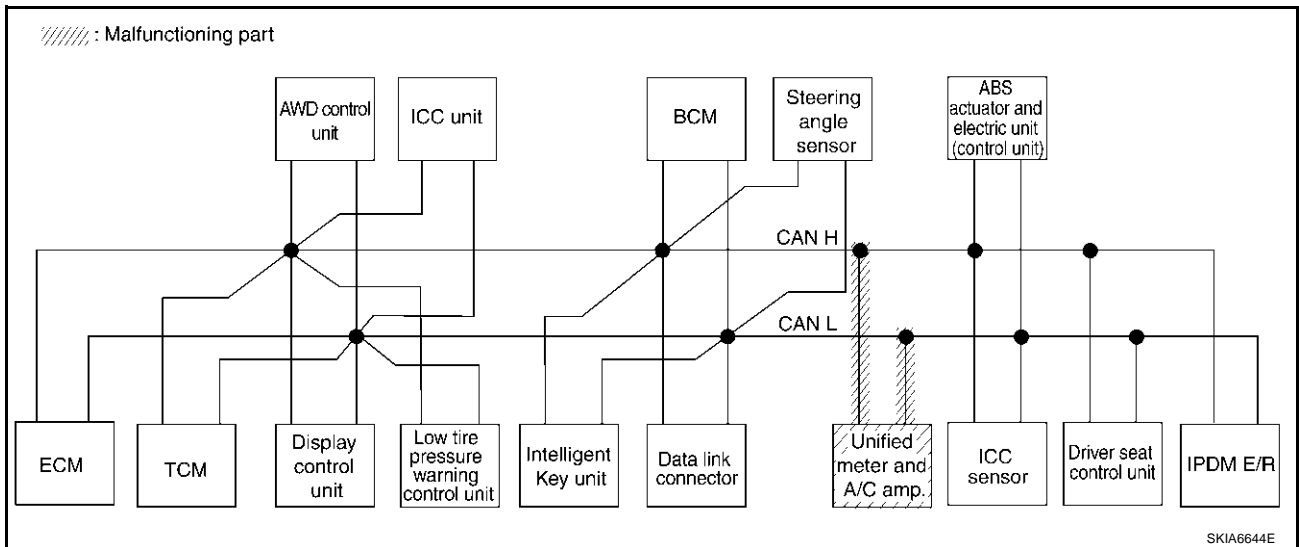 : Malfunctioning part
AWD control
unit
ICC unit
BCM
Steering
angle
sensor
ABS
actuator and
electric unit
(control unit)
CAN H
CAN L
ECM
TCM
Display
control
unit
Low tire
pressure
warning
control unit
Intelligent
Key unit
Data link
connector
Unified
meter and
A/C amp.
ICC
sensor
Driver seat
control unit
IPDM E/R
SKIA6644E